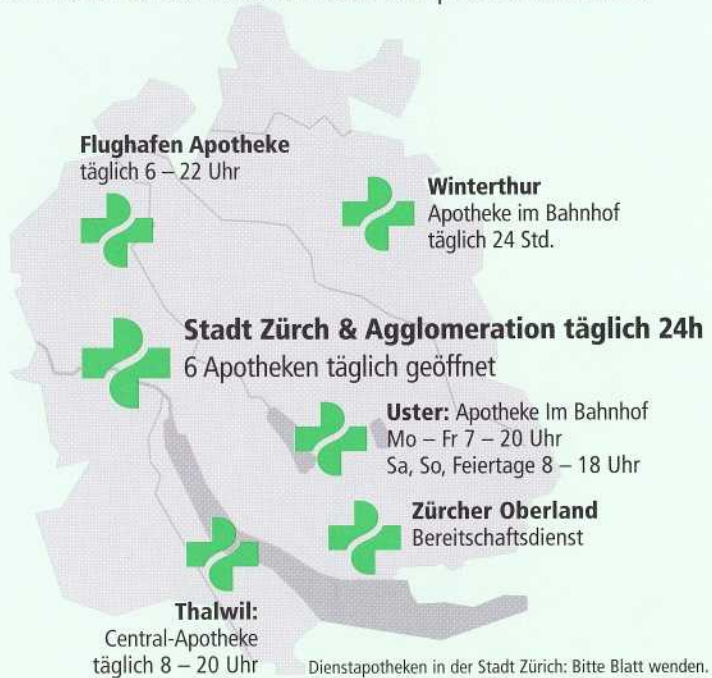 Flughafen Apotheke
täglich 6 – 22 Uhr
Winterthur
Apotheke im Bahnhof
täglich 24 Std.
Stadt Zürch & Agglomeration täglich 24h
6 Apotheken täglich geöffnet
Uster: Apotheke Im Bahnhof
Mo – Fr 7 – 20 Uhr
Sa, So, Feiertage 8 – 18 Uhr
Zürcher Oberland
Bereitschaftsdienst
Thalwil:
Central-Apotheke
täglich 8 – 20 Uhr
Dienstapotheken in der Stadt Zürich: Bitte Blatt wenden.